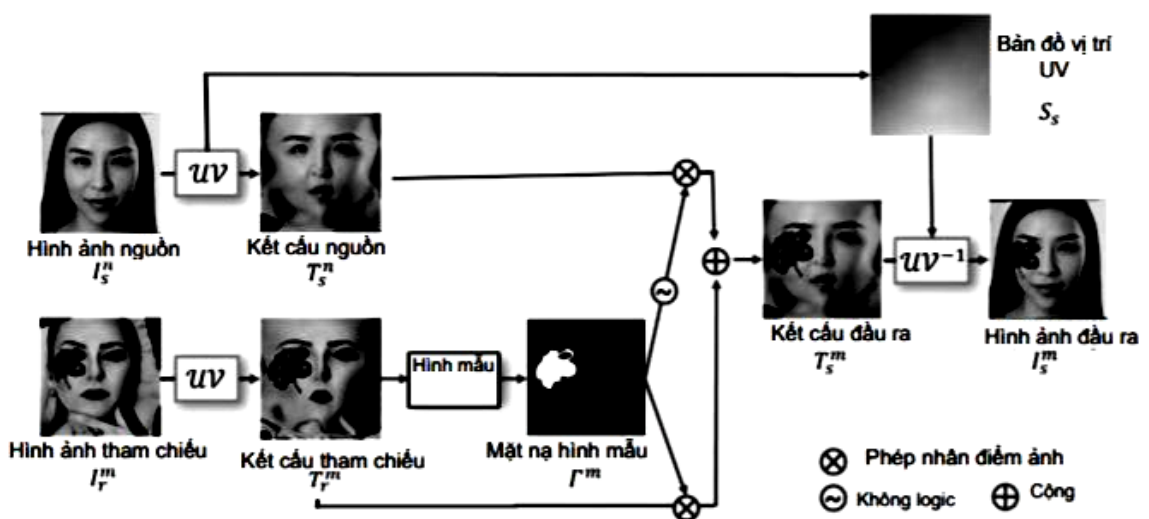 Bản đồ vị trí
UV
S_s
UV
Hình ảnh nguồn
I_s^n
Kết cấu nguồn
T_s^n
UV^{-1}
Kết cấu đầu ra
T_s^m
Hình ảnh đầu ra
I_s^m
UV
Hình mẫu
Hình ảnh tham chiếu
I_r^m
Kết cấu tham chiếu
T_r^m
Mặt nạ hình mẫu
Γ^m
Phép nhân điểm ảnh
Không logic
Cộng